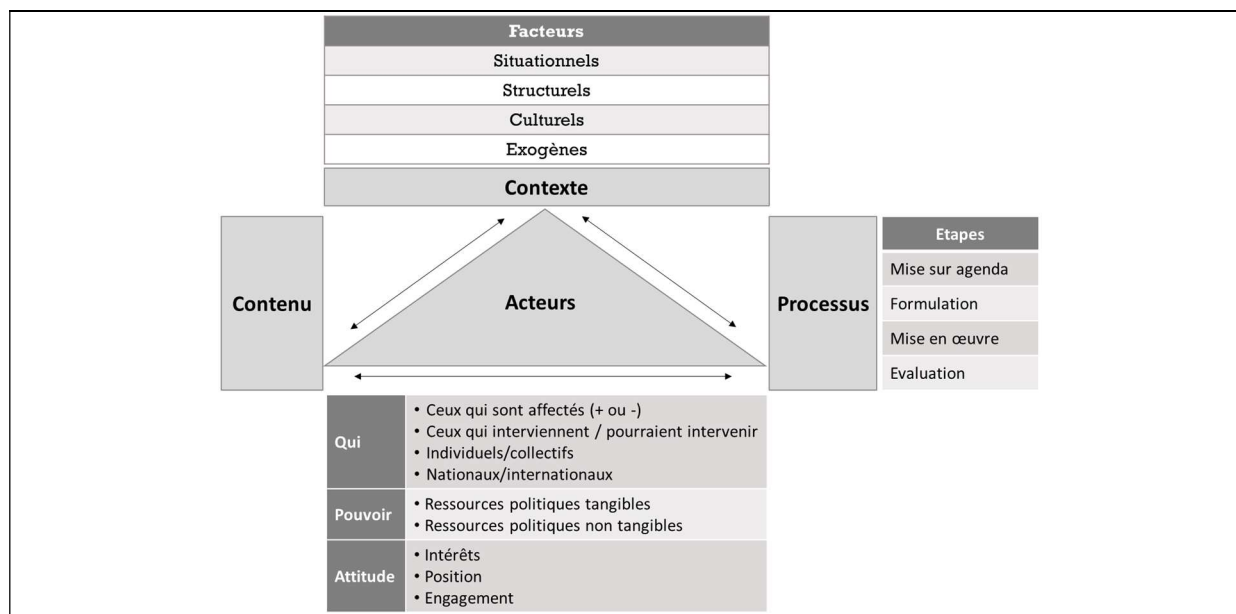 Facteurs
Situationnels
Structurels
Culturels
Exogènes
Contexte
Contenu
Acteurs
Processus
Etapes
Mise sur agenda
Formulation
Mise en œuvre
Evaluation
Qui
• Ceux qui sont affectés (+ ou -)
• Ceux qui interviennent / pourraient intervenir
• Individuels/collectifs
• Nationaux/internationaux
Pouvoir
• Ressources politiques tangibles
• Ressources politiques non tangibles
Attitude
• Intérêts
• Position
• Engagement